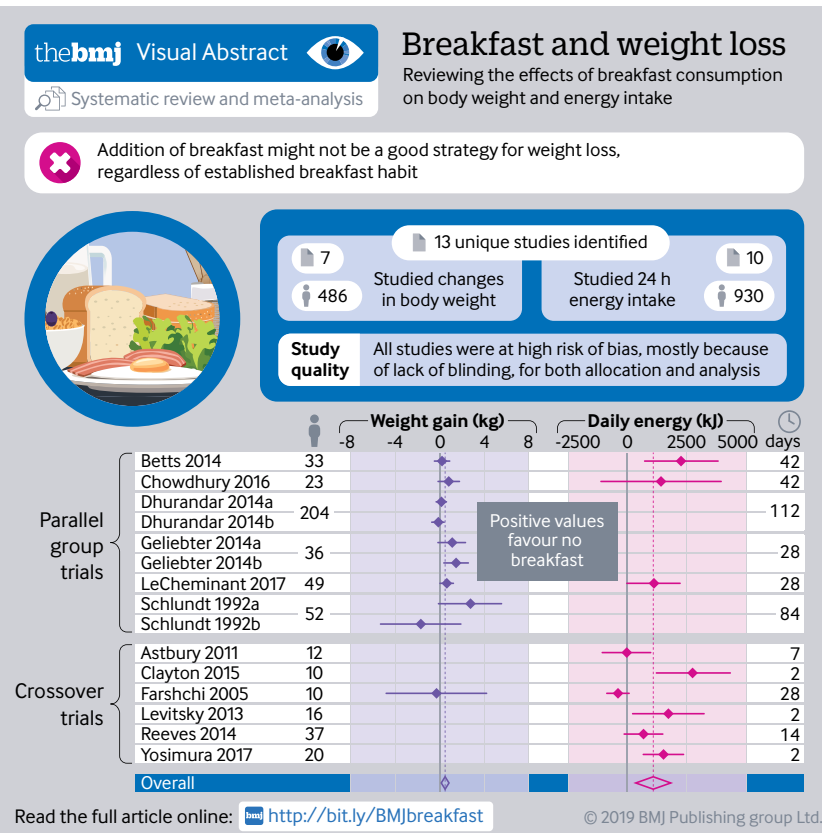 thebmj Visual Abstract
Systematic review and meta-analysis
Breakfast and weight loss
Reviewing the effects of breakfast consumption
on body weight and energy intake
Addition of breakfast might not be a good strategy for weight loss,
regardless of established breakfast habit
13 unique studies identified
7
486
Studied changes
in body weight
Studied 24 h
energy intake
10
930
Study
quality
All studies were at high risk of bias, mostly because
of lack of blinding, for both allocation and analysis
Weight gain (kg)
Daily energy (kJ)
-8 -4 0 4 8 -2500 0 2500 5000 days
Parallel
group
trials
Betts 2014 33 42
Chowdhury 2016 23 42
Dhurandar 2014a
204 112
Dhurandar 2014b
Geliebter 2014a
36 28
Geliebter 2014b
LeCheminant 2017 49 28
Schlundt 1992a
52 84
Schlundt 1992b
Positive values
favour no
breakfast
Crossover
trials
Astbury 2011 12 7
Clayton 2015 10 2
Farshchi 2005 10 28
Levitsky 2013 16 2
Reeves 2014 37 14
Yosimura 2017 20 2
Overall
Read the full article online: bmj http://bit.ly/BMJbreakfast
© 2019 BMJ Publishing group Ltd.